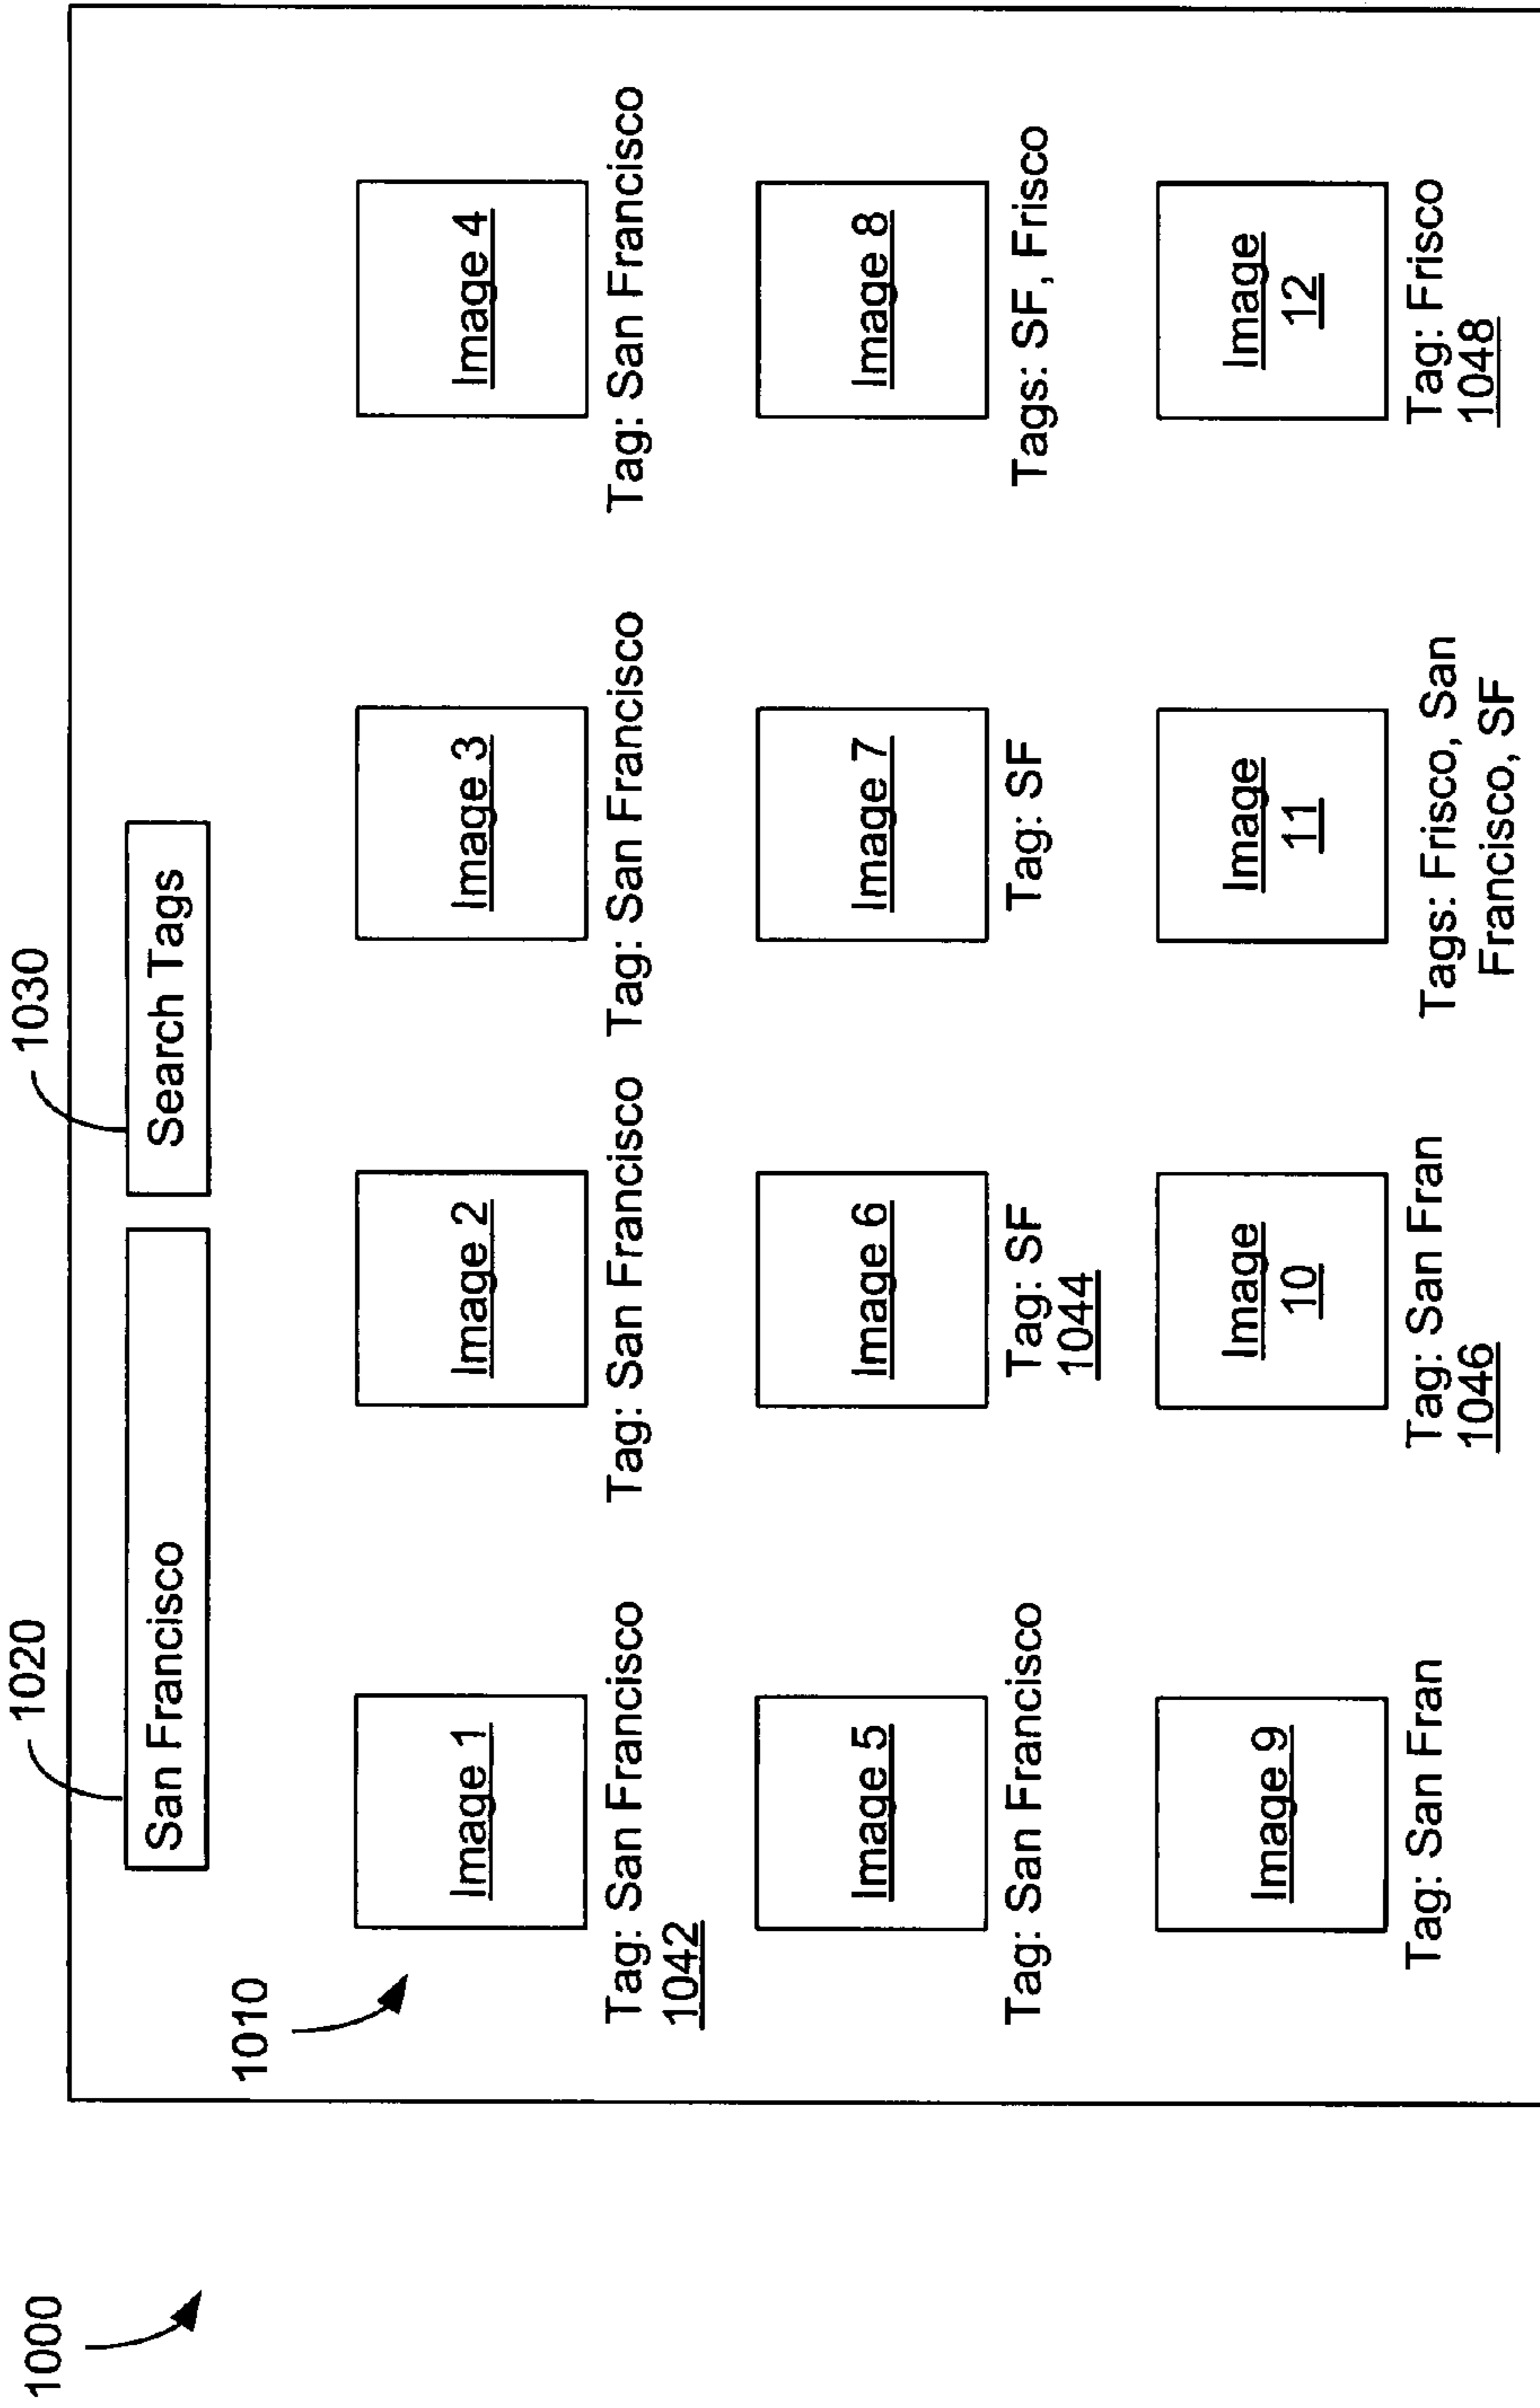 1000
1020
1030
San Francisco
Search Tags
1010
Image 1
Image 2
Image 3
Image 4
Tag: San Francisco
1042
Tag: San Francisco
Tag: San Francisco
Tag: San Francisco
Image 5
Image 6
Image 7
Image 8
Tag: San Francisco
Tag: SF
1044
Tag: SF
Tags: SF, Frisco
Image 9
Image
10
Image
11
Image
12
Tag: San Fran
Tag: San Fran
1046
Tags: Frisco, San
Francisco, SF
Tag: Frisco
1048